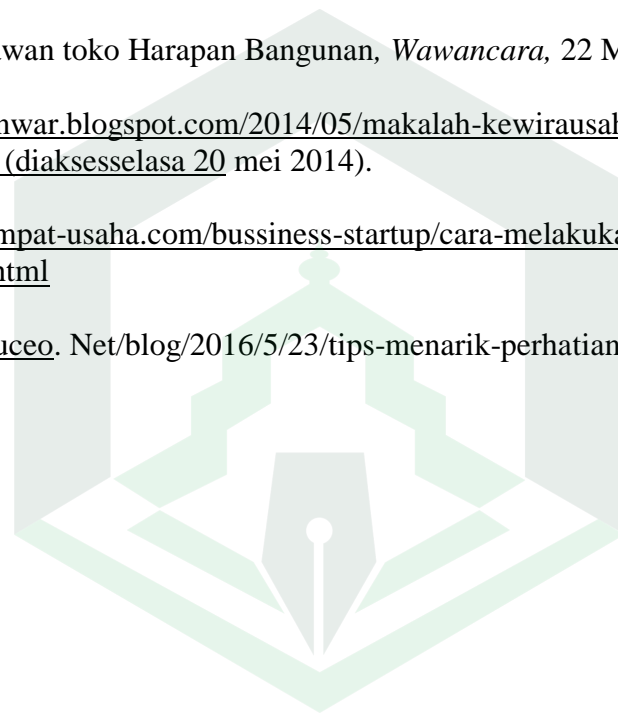 awan toko Harapan Bangunan, Wawancara, 22 M
nwar.blogspot.com/2014/05/makalah-kewirausah
(diaksesselasa 20 mei 2014).
mpat-usaha.com/bussiness-startup/cara-melakuka
html
uceo. Net/blog/2016/5/23/tips-menarik-perhatian